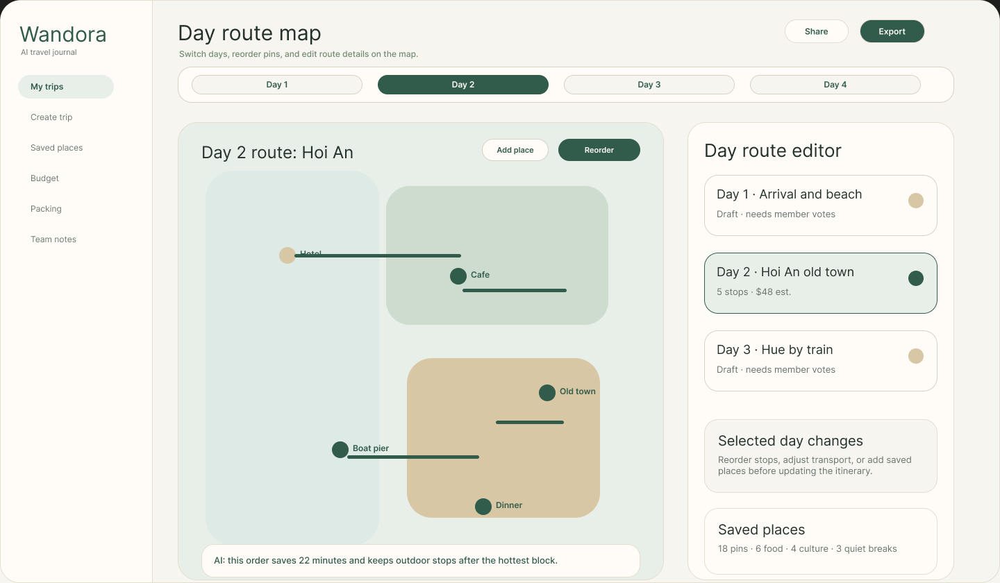 Wandora
AI travel journal
My trips
Create trip
Saved places
Budget
Packing
Team notes
Day route map
Switch days, reorder pins, and edit route details on the map.
Share
Export
Day 1
Day 2
Day 3
Day 4
Day 2 route: Hoi An
Add place
Reorder
Hotel
Cafe
Old town
Boat pier
Dinner
AI: this order saves 22 minutes and keeps outdoor stops after the hottest block.
Day route editor
Day 1 · Arrival and beach
Draft · needs member votes
Day 2 · Hoi An old town
5 stops · $48 est.
Day 3 · Hue by train
Draft · needs member votes
Selected day changes
Reorder stops, adjust transport, or add saved
places before updating the itinerary.
Saved places
18 pins · 6 food · 4 culture · 3 quiet breaks